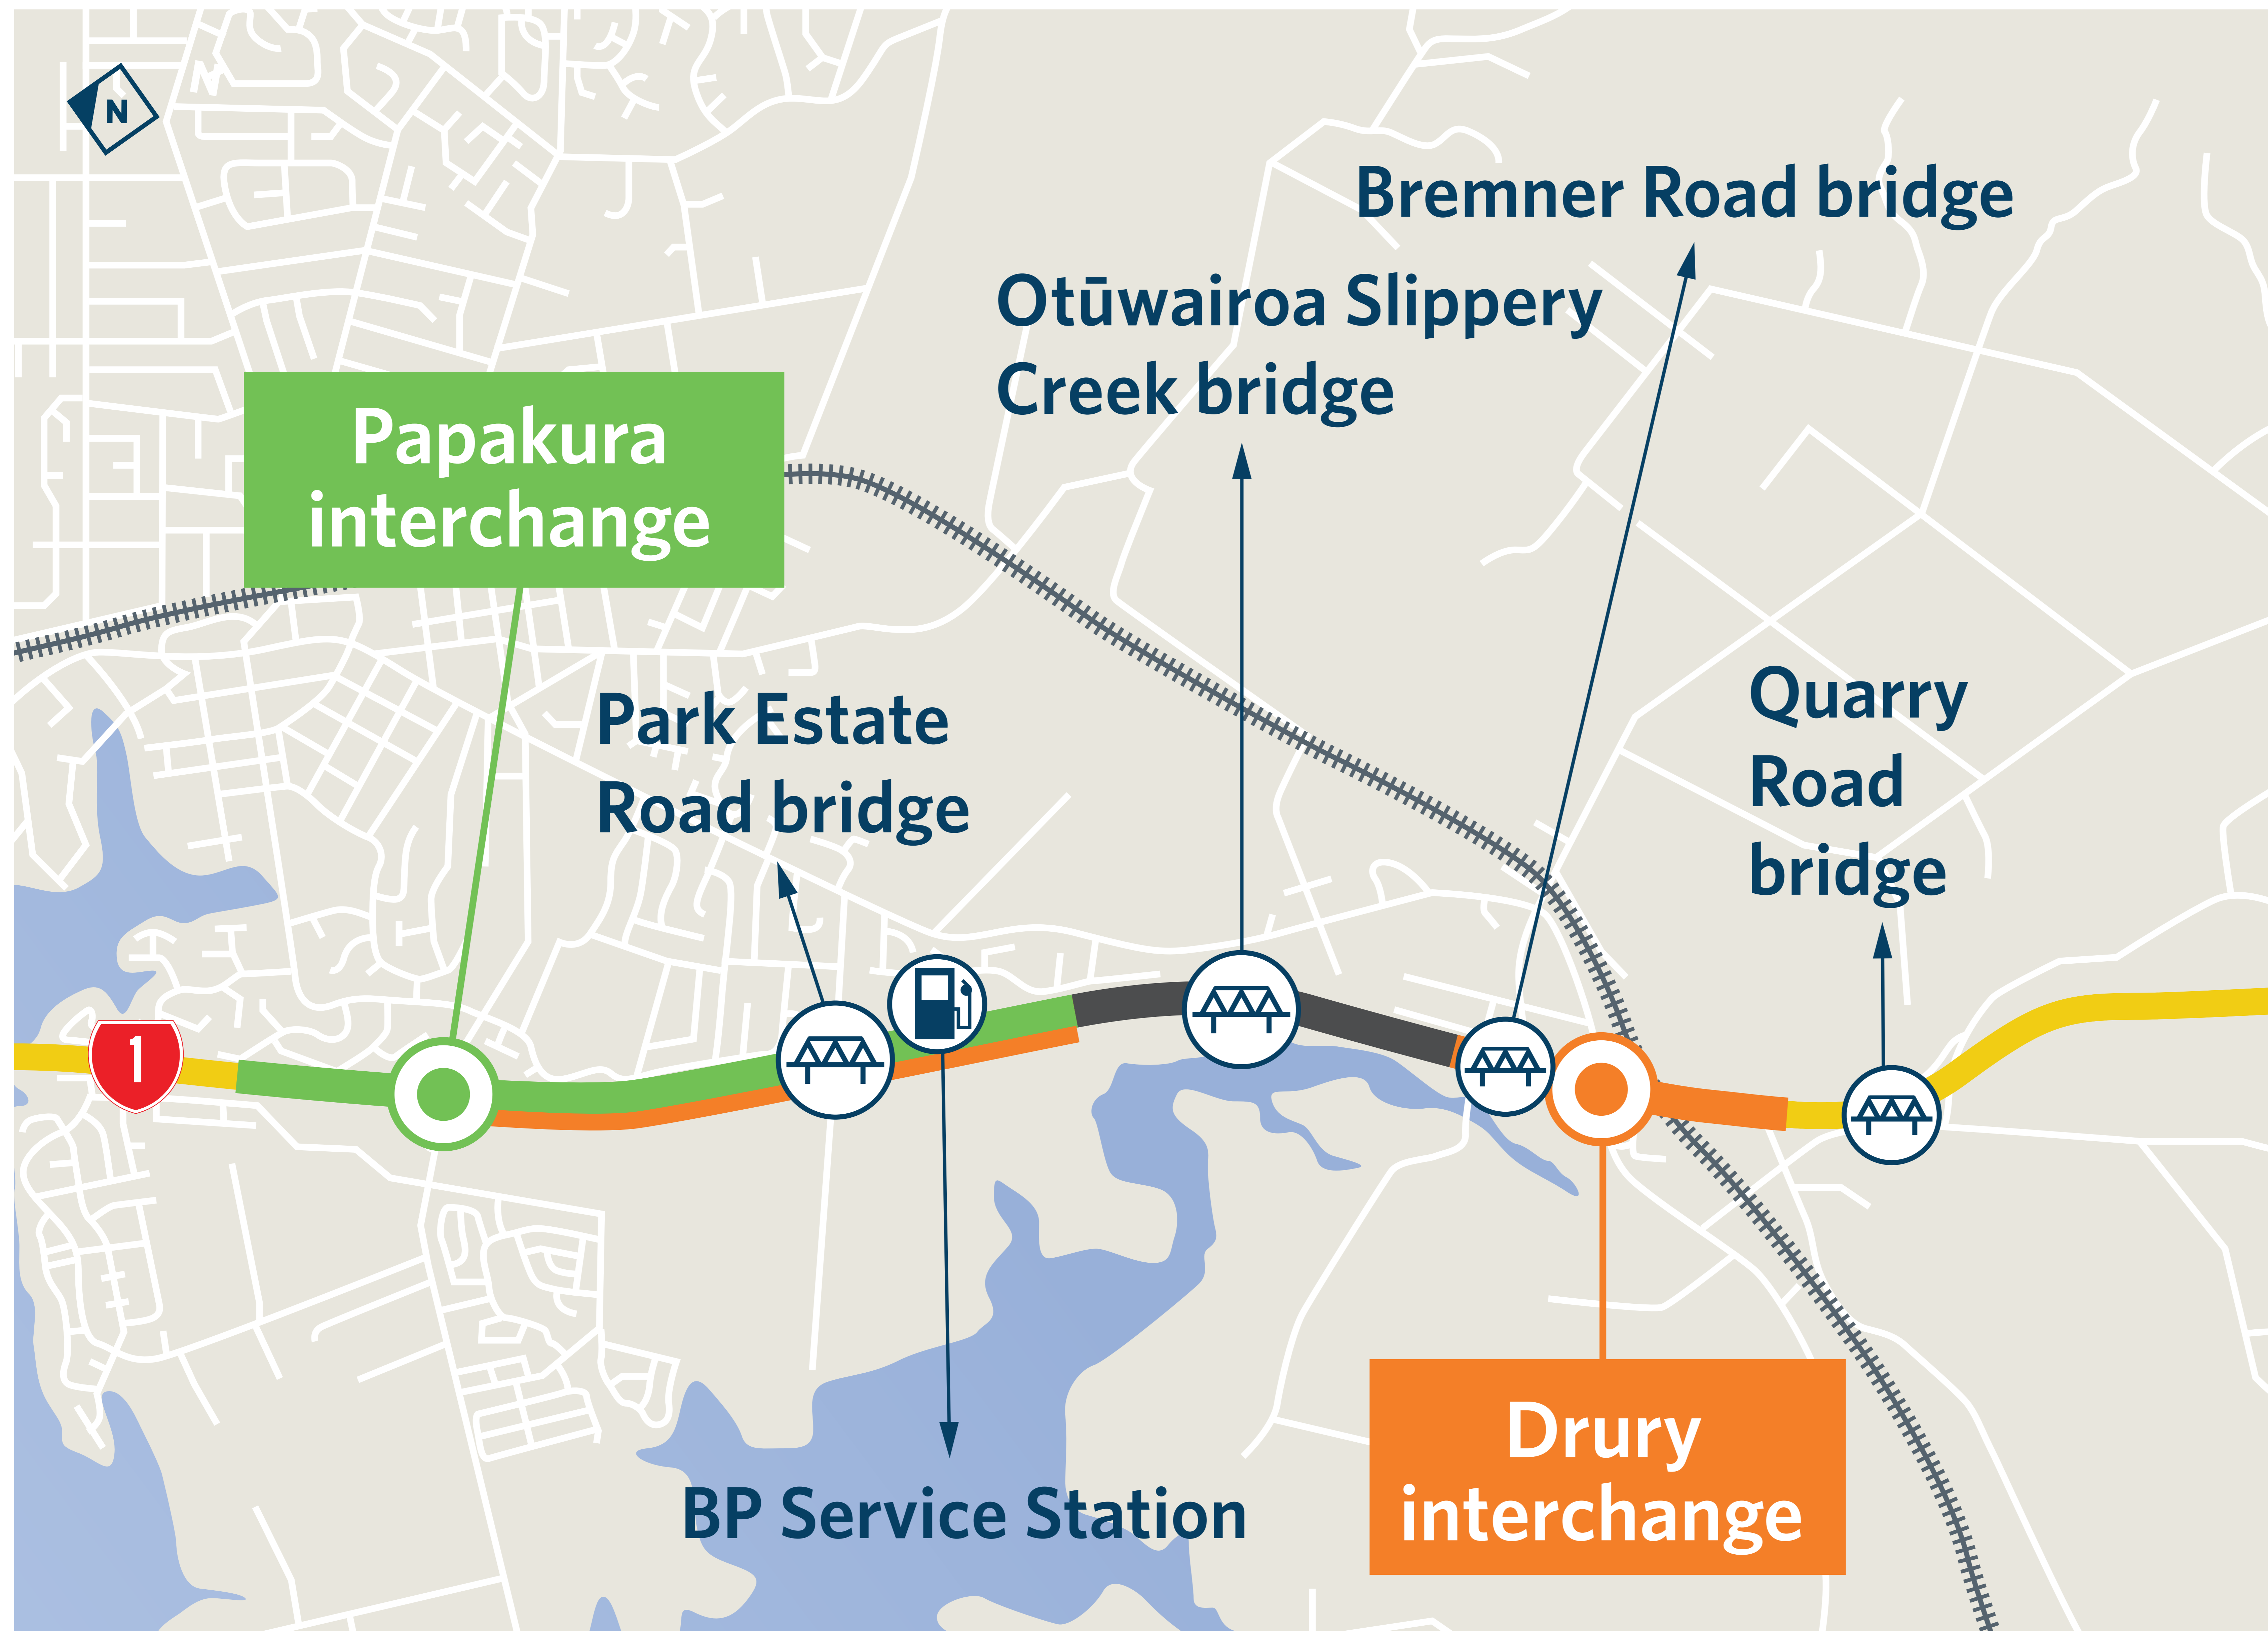 N
Bremner Road bridge
Otūwairoa Slippery
Creek bridge
Papakura
interchange
Park Estate
Road bridge
Quarry
Road
bridge
1
Drury
interchange
BP Service Station